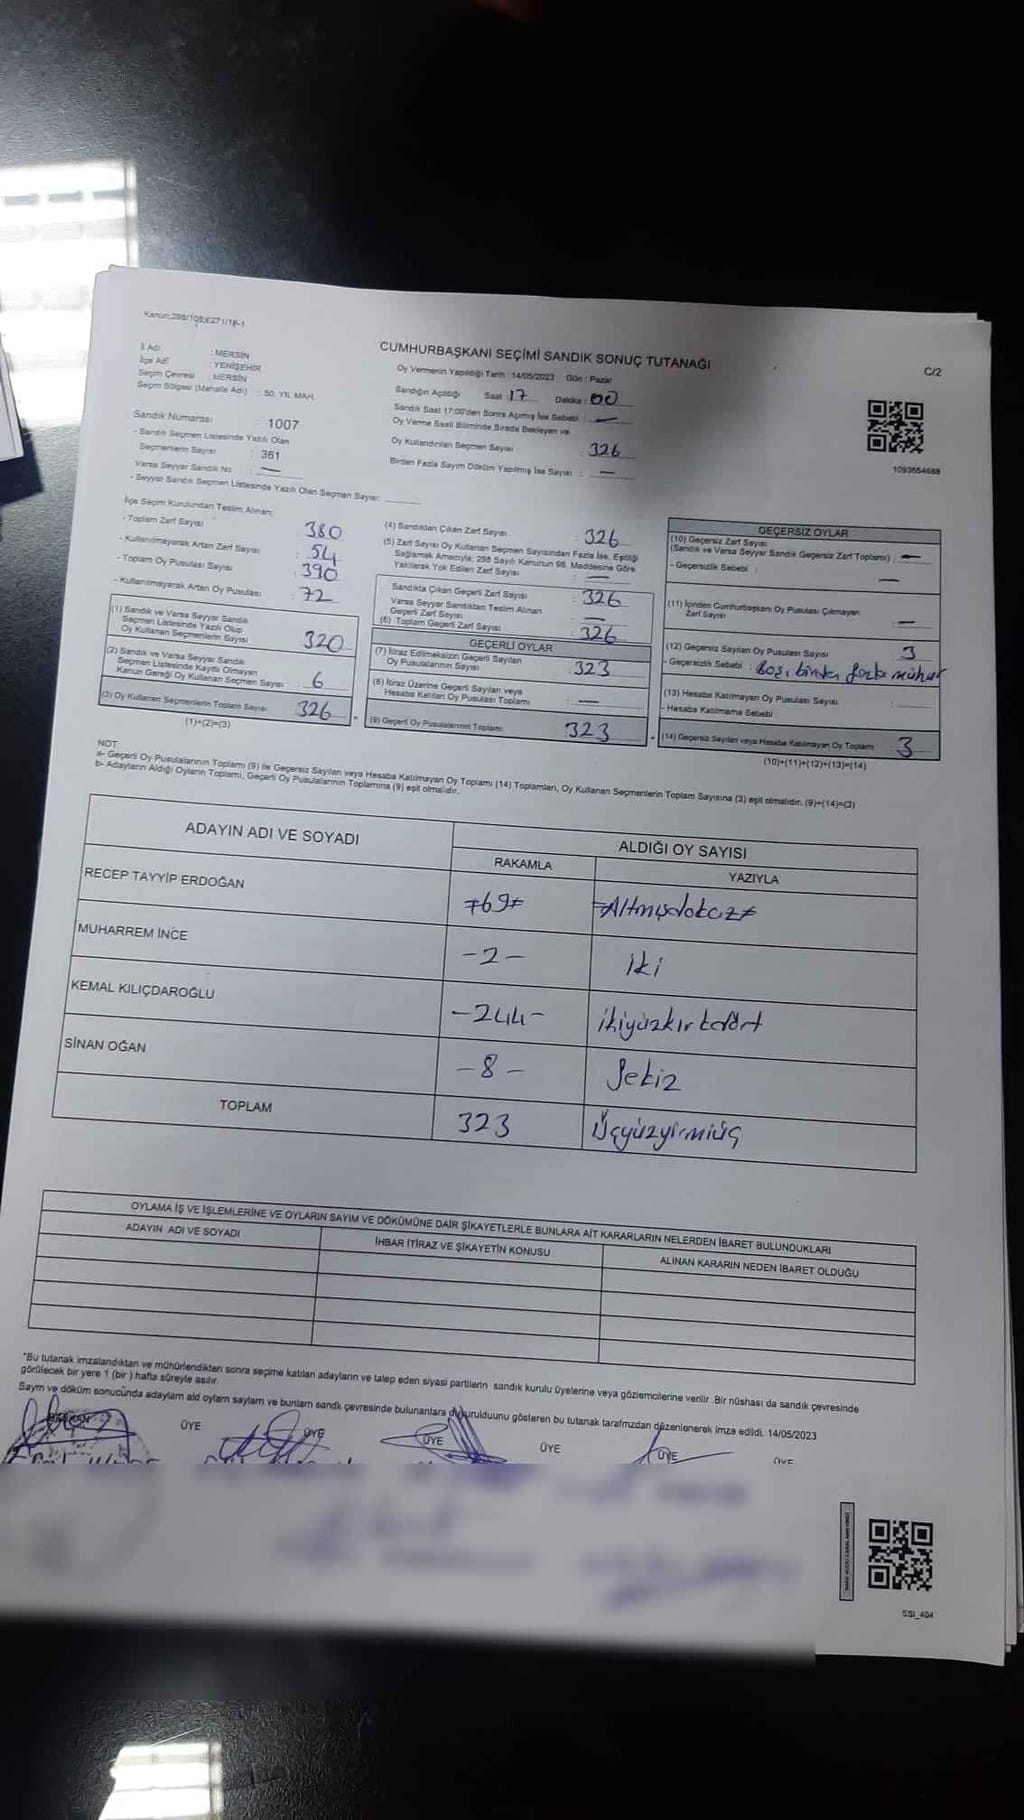 Kanun;298/105;6271/18-1
CUMHURBAŞKANI SEÇİMİ SANDIK SONUÇ TUTANAĞI
C/2
İl Adı : MERSİN
İlçe Adı : YENİŞEHİR
Seçim Çevresi : MERSİN
Seçim Bölgesi (Mahalle Adı) : 50. YIL MAH.
Oy Vermenin Yapıldığı Tarih : 14/05/2023 Gün : Pazar
Sandığın Açıldığı Saat : 17 Dakika : 00
Sandık Saat 17:00'den Sonra Açılmış İse Sebebi : —
Oy Verme Saati Bitiminde Sırada Bekleyen ve
Oy Kullandırılan Seçmen Sayısı : 326
Birden Fazla Sayım Döküm Yapılmış İse Sayısı : —
1093654668
Sandık Numarası : 1007
- Sandık Seçmen Listesinde Yazılı Olan
Seçmenlerin Sayısı : 361
Varsa Seyyar Sandık No : —
- Seyyar Sandık Seçmen Listesinde Yazılı Olan Seçmen Sayısı:
İlçe Seçim Kurulundan Teslim Alınan;
- Toplam Zarf Sayısı : 380
- Kullanılmayarak Artan Zarf Sayısı : 54
- Toplam Oy Pusulası Sayısı : 390
- Kullanılmayarak Artan Oy Pusulası : 72
(1) Sandık ve Varsa Seyyar Sandık
Seçmen Listesinde Yazılı Olup
Oy Kullanan Seçmenlerin Sayısı : 320
(2) Sandık ve Varsa Seyyar Sandık
Seçmen Listesinde Kayıtlı Olmayan
Kanun Gereği Oy Kullanan Seçmen Sayısı : 6
(3) Oy Kullanan Seçmenlerin Toplam Sayısı 326
(1)+(2)=(3)
(4) Sandıktan Çıkan Zarf Sayısı : 326
(5) Zarf Sayısı Oy Kullanan Seçmen Sayısından Fazla İse, Eşitliği
Sağlamak Amacıyla; 298 Sayılı Kanunun 98. Maddesine Göre
Yakılarak Yok Edilen Zarf Sayısı : —
Sandıkta Çıkan Geçerli Zarf Sayısı : 326
Varsa Seyyar Sandıktan Teslim Alınan
Geçerli Zarf Sayısı : —
(6) Toplam Geçerli Zarf Sayısı : 326
GEÇERLİ OYLAR
(7) İtiraz Edilmeksizin Geçerli Sayılan
Oy Pusulalarının Sayısı : 323
(8) İtiraz Üzerine Geçerli Sayılan veya
Hesaba Katılan Oy Pusulası Toplamı : —
(9) Geçerli Oy Pusulalarının Toplamı : 323
GEÇERSİZ OYLAR
(10) Geçersiz Zarf Sayısı
(Sandık ve Varsa Seyyar Sandık Geçersiz Zarf Toplamı) : —
- Geçersizlik Sebebi : —
(11) İçinden Cumhurbaşkanı Oy Pusulası Çıkmayan
Zarf Sayısı : —
(12) Geçersiz Sayılan Oy Pusulası Sayısı : 3
- Geçersizlik Sebebi : Boş, birden fazla mühür
(13) Hesaba Katılmayan Oy Pusulası Sayısı :
- Hesaba Katılmama Sebebi :
(14) Geçersiz Sayılan veya Hesaba Katılmayan Oy Toplamı 3
(10)+(11)+(12)+(13)=(14)
NOT:
a- Geçerli Oy Pusulalarının Toplamı (9) ile Geçersiz Sayılan veya Hesaba Katılmayan Oy Toplamı (14) Toplamları, Oy Kullanan Seçmenlerin Toplam Sayısına (3) eşit olmalıdır. (9)+(14)=(3)
b- Adayların Aldığı Oyların Toplamı, Geçerli Oy Pusulalarının Toplamına (9) eşit olmalıdır.
ADAYIN ADI VE SOYADI
ALDIĞI OY SAYISI
RAKAMLA YAZIYLA
RECEP TAYYİP ERDOĞAN =69= =Altmışdokuz=
MUHARREM İNCE -2- iki
KEMAL KILIÇDAROĞLU -244- ikiyüzkırkdört
SİNAN OĞAN -8- Sekiz
TOPLAM 323 Üçyüzyirmiüç
OYLAMA İŞ VE İŞLEMLERİNE VE OYLARIN SAYIM VE DÖKÜMÜNE DAİR ŞİKAYETLERLE BUNLARA AİT KARARLARIN NELERDEN İBARET BULUNDUKLARI
ADAYIN ADI VE SOYADI İHBAR İTİRAZ VE ŞİKAYETİN KONUSU ALINAN KARARIN NEDEN İBARET OLDUĞU
*Bu tutanak imzalandıktan ve mühürlendikten sonra seçime katılan adayların ve talep eden siyasi partilerin sandık kurulu üyelerine veya gözlemcilerine verilir. Bir nüshası da sandık çevresinde
görülecek bir yere 1 (bir) hafta süreyle asılır.
Sayım ve döküm sonucunda adayların aldığı oyların sayıları ve bunların sandık çevresinde bulunanlara duyurulduğunu gösteren bu tutanak tarafımızdan düzenlenerek imza edildi. 14/05/2023
BAŞKAN ÜYE ÜYE ÜYE ÜYE ÜYE ÜYE
SSI_404